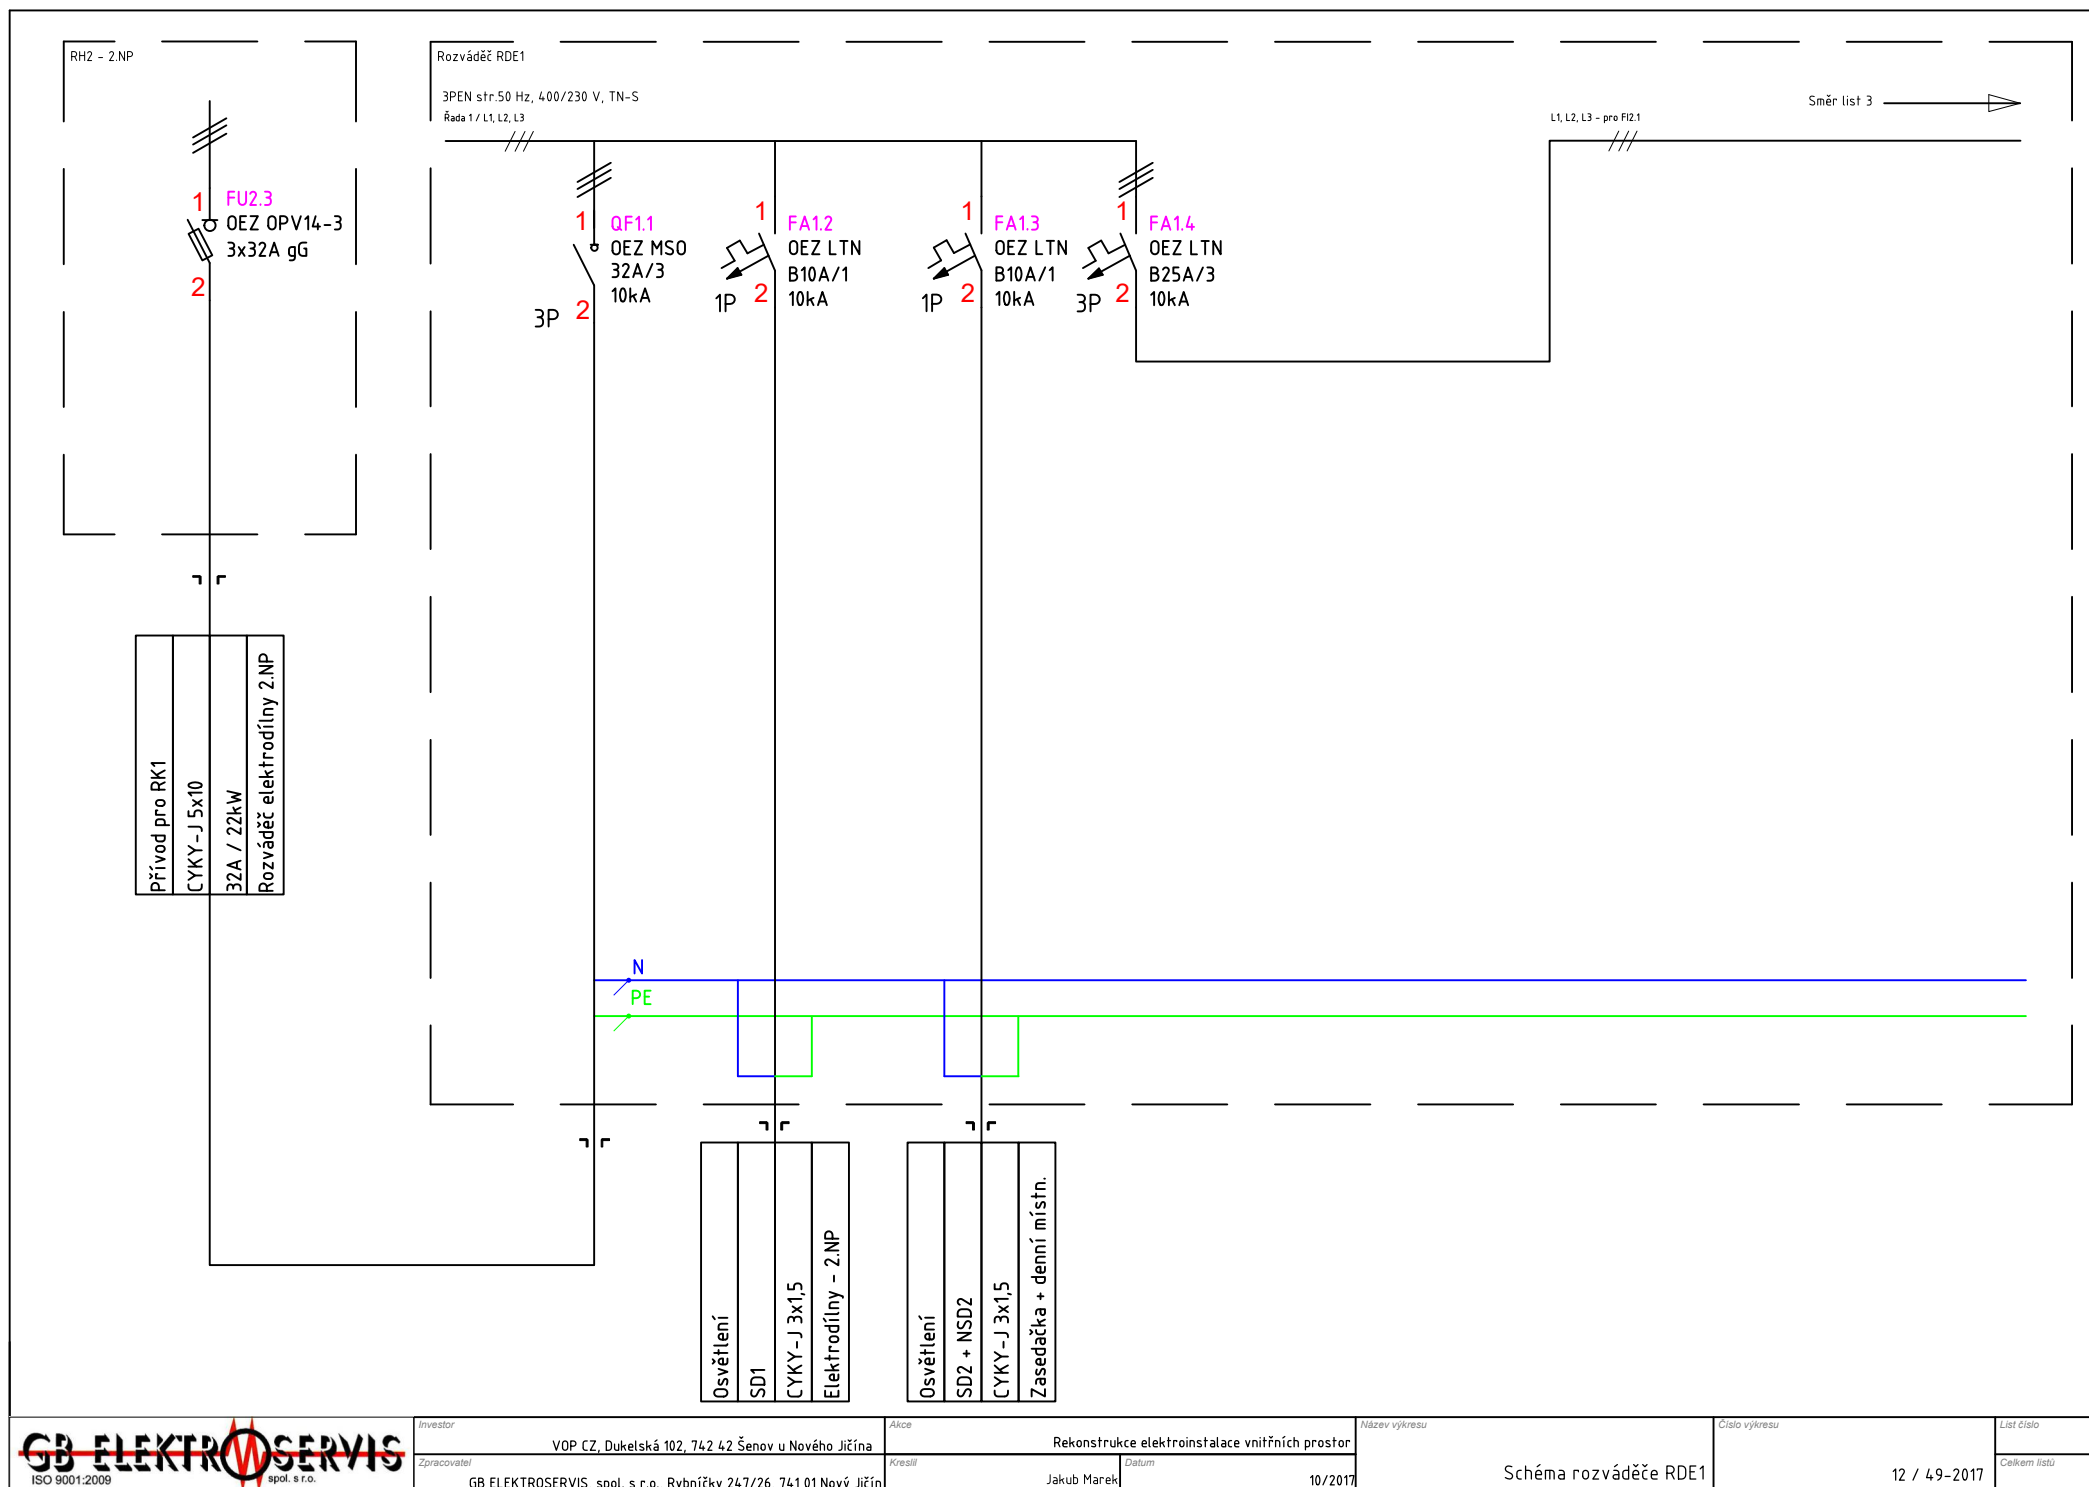 RH2 - 2.NP
1
FU2.3
OEZ OPV14-3
3x32A gG
2
Přívod pro RK1
CYKY-J 5x10
32A / 22kW
Rozváděč elektrodílny 2.NP
Rozváděč RDE1
3PEN str.50 Hz, 400/230 V, TN-S
Řada 1 / L1, L2, L3
L1, L2, L3 - pro FI2.1
Směr list 3
1
QF1.1
OEZ MSO
32A/3
10kA
3P
2
1
FA1.2
OEZ LTN
B10A/1
10kA
1P
2
1
FA1.3
OEZ LTN
B10A/1
10kA
1P
2
1
FA1.4
OEZ LTN
B25A/3
10kA
3P
2
N
PE
Osvětlení
SD1
CYKY-J 3x1,5
Elektrodílny - 2.NP
Osvětlení
SD2 + NSD2
CYKY-J 3x1,5
Zasedačka + denní místn.
GB ELEKTROSERVIS
ISO 9001:2009
spol. s r.o.
Investor
VOP CZ, Dukelská 102, 742 42 Šenov u Nového Jičína
Zpracovatel
GB ELEKTROSERVIS spol. s r.o. Rybníčky 247/26 741 01 Nový Jičín
Akce
Rekonstrukce elektroinstalace vnitřních prostor
Kreslil
Jakub Marek
Datum
10/2017
Název výkresu
Schéma rozváděče RDE1
Číslo výkresu
12 / 49-2017
List číslo
Celkem listů